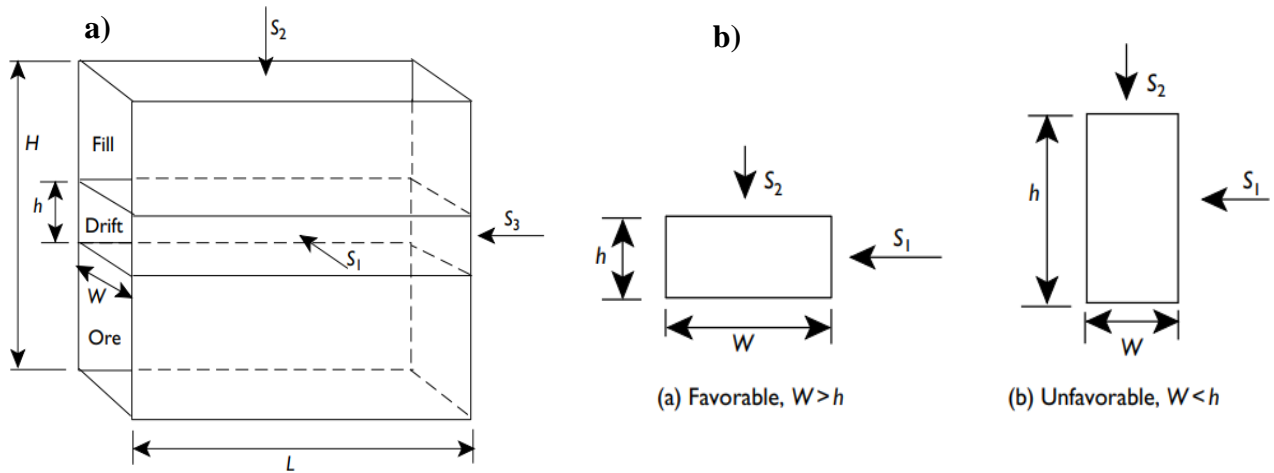 a)
S2
H
Fill
h
Drift
S3
S1
W
Ore
L
b)
S2
h
S1
W
(a) Favorable, W>h
S2
h
S1
W
(b) Unfavorable, W<h